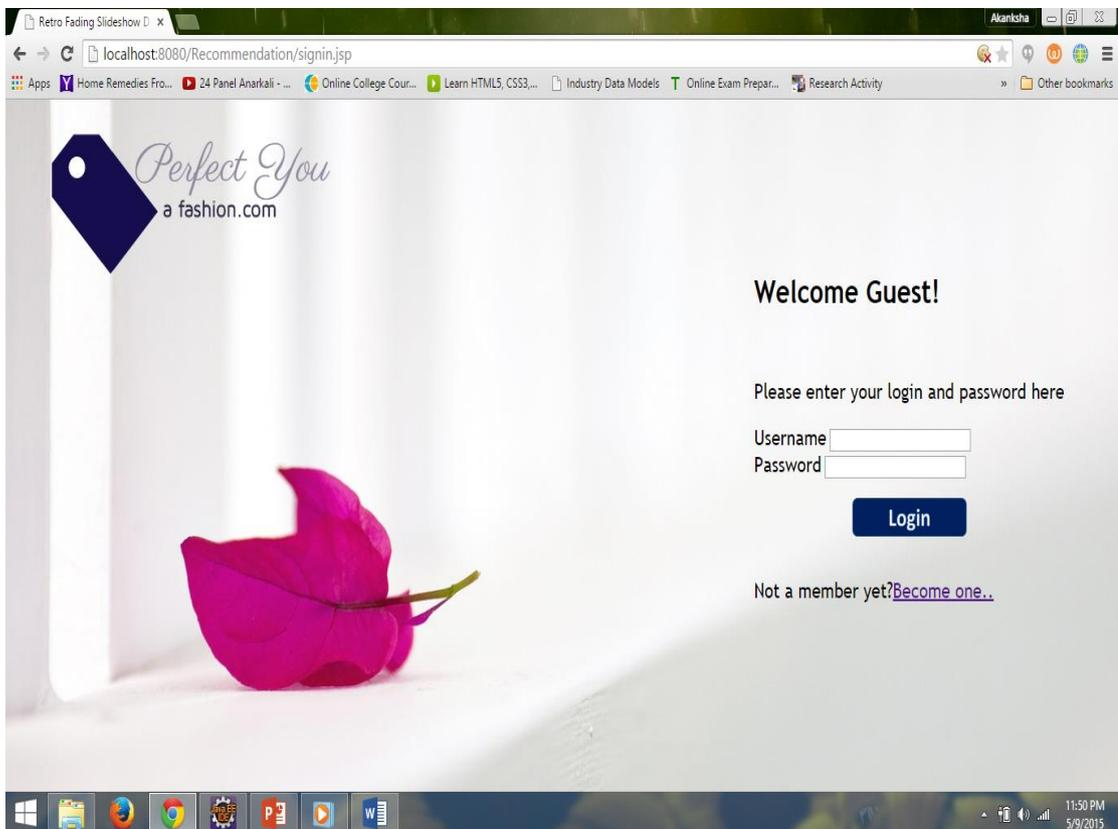 Retro Fading Slideshow D
Akanksha
localhost:8080/Recommendation/signin.jsp
Apps Home Remedies Fro... 24 Panel Anarkali - ... Online College Cour... Learn HTML5, CSS3,... Industry Data Models Online Exam Prepar... Research Activity » Other bookmarks
Perfect You
a fashion.com
Welcome Guest!
Please enter your login and password here
Username
Password
Login
Not a member yet?Become one..
11:50 PM
5/9/2015